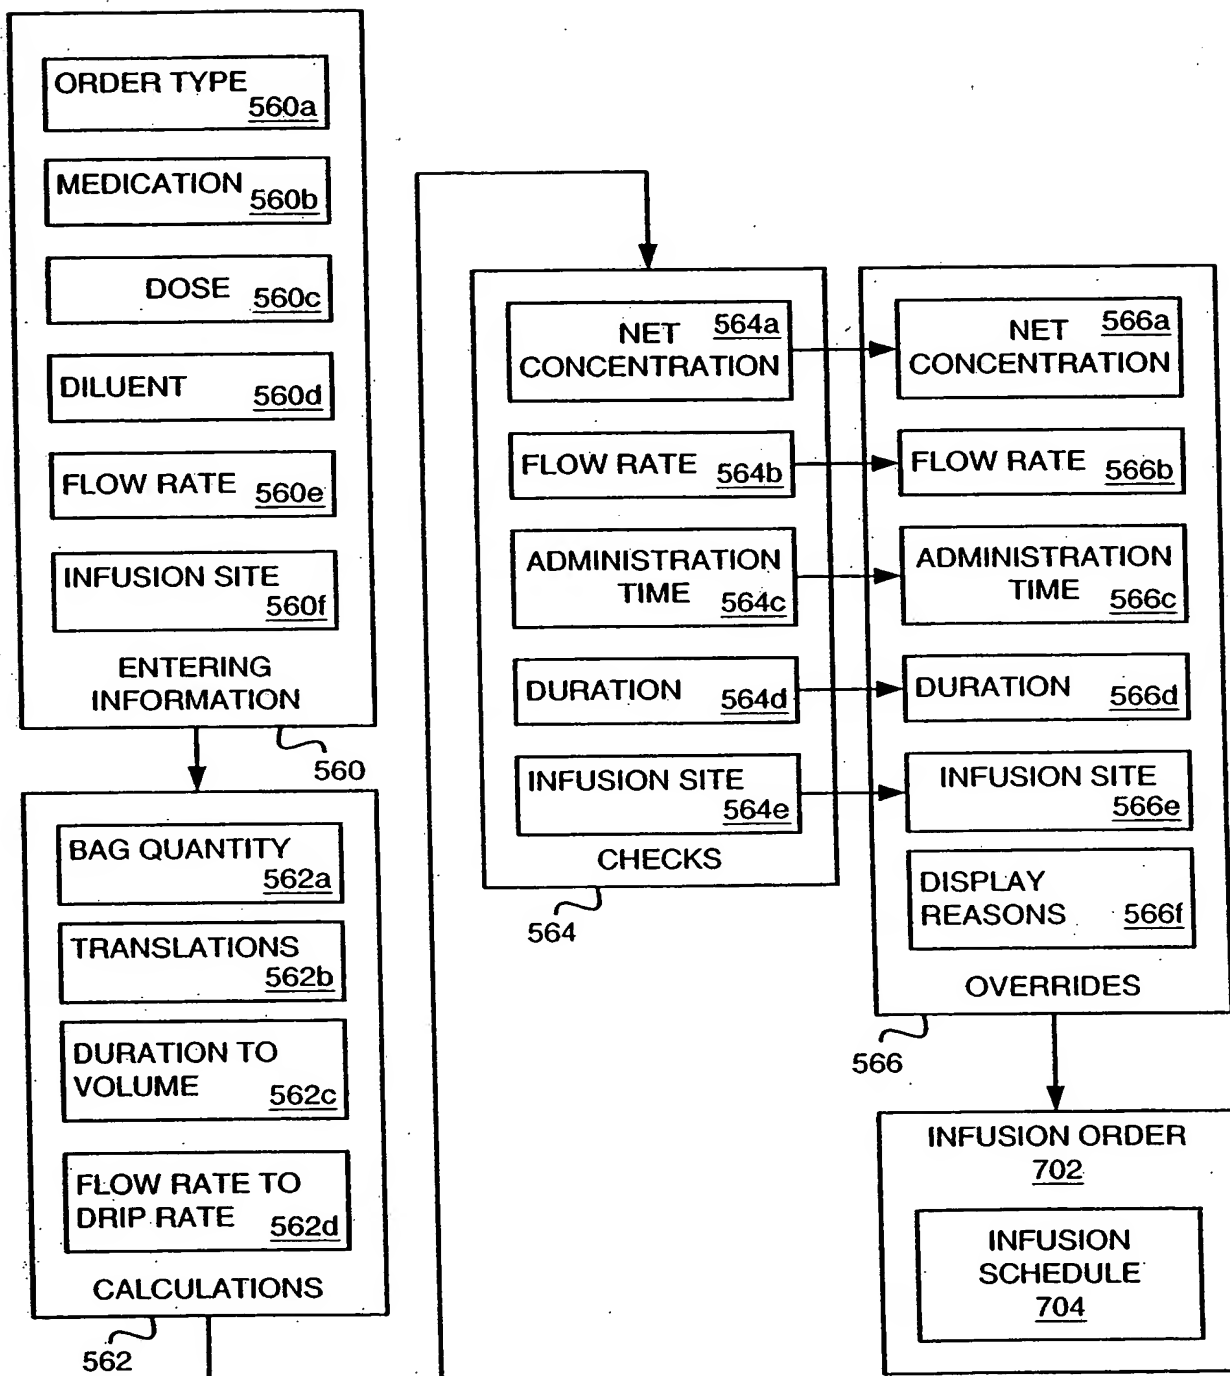 ORDER TYPE
560a
MEDICATION
560b
DOSE 560c
DILUENT 560d
FLOW RATE 560e
INFUSION SITE
560f
ENTERING
INFORMATION
560
BAG QUANTITY
562a
TRANSLATIONS
562b
DURATION TO
VOLUME 562c
FLOW RATE TO
DRIP RATE 562d
CALCULATIONS
562
NET 564a
CONCENTRATION
FLOW RATE 564b
ADMINISTRATION
TIME 564c
DURATION 564d
INFUSION SITE
564e
CHECKS
564
NET 566a
CONCENTRATION
FLOW RATE 566b
ADMINISTRATION
TIME 566c
DURATION 566d
INFUSION SITE
566e
DISPLAY
REASONS 566f
OVERRIDES
566
INFUSION ORDER
702
INFUSION
SCHEDULE
704